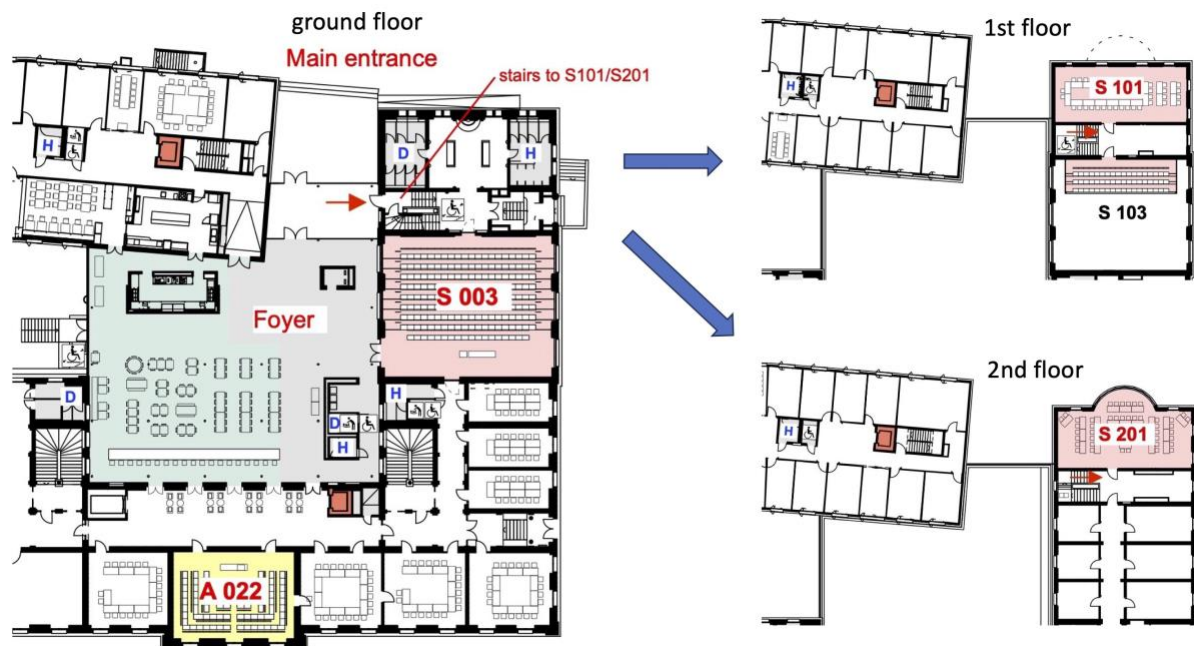 ground floor
Main entrance
stairs to S101/S201
H
D
H
S 003
Foyer
D
H
D
H
A 022
1st floor
H
S 101
S 103
2nd floor
H
S 201